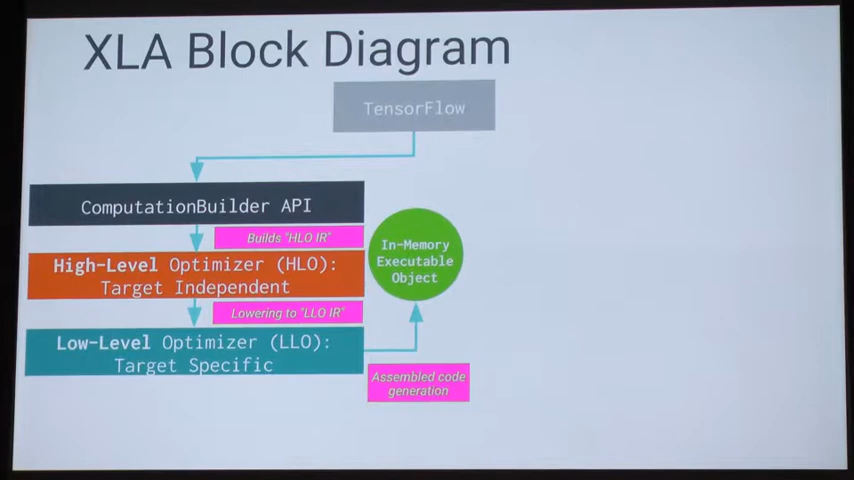 XLA Block Diagram
TensorFlow
ComputationBuilder API
Builds "HLO IR"
High-Level Optimizer (HLO):
Target Independent
In-Memory
Executable
Object
Lowering to "LLO IR"
Low-Level Optimizer (LLO):
Target Specific
Assembled code
generation